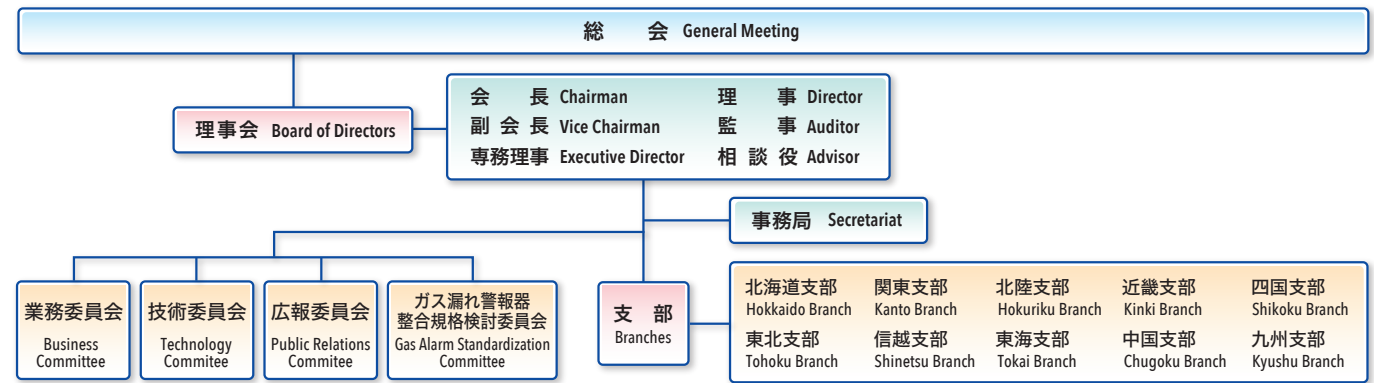 総 会 General Meeting
理事会 Board of Directors
会 長 Chairman
理 事 Director
副 会 長 Vice Chairman
監 事 Auditor
専務理事 Executive Director
相 談 役 Advisor
事務局 Secretariat
業務委員会
Business
Committee
技術委員会
Technology
Commitee
広報委員会
Public Relations
Commitee
ガス漏れ警報器
整合規格検討委員会
Gas Alarm Standardization
Committee
支 部
Branches
北海道支部
Hokkaido Branch
関東支部
Kanto Branch
北陸支部
Hokuriku Branch
近畿支部
Kinki Branch
四国支部
Shikoku Branch
東北支部
Tohoku Branch
信越支部
Shinetsu Branch
東海支部
Tokai Branch
中国支部
Chugoku Branch
九州支部
Kyushu Branch